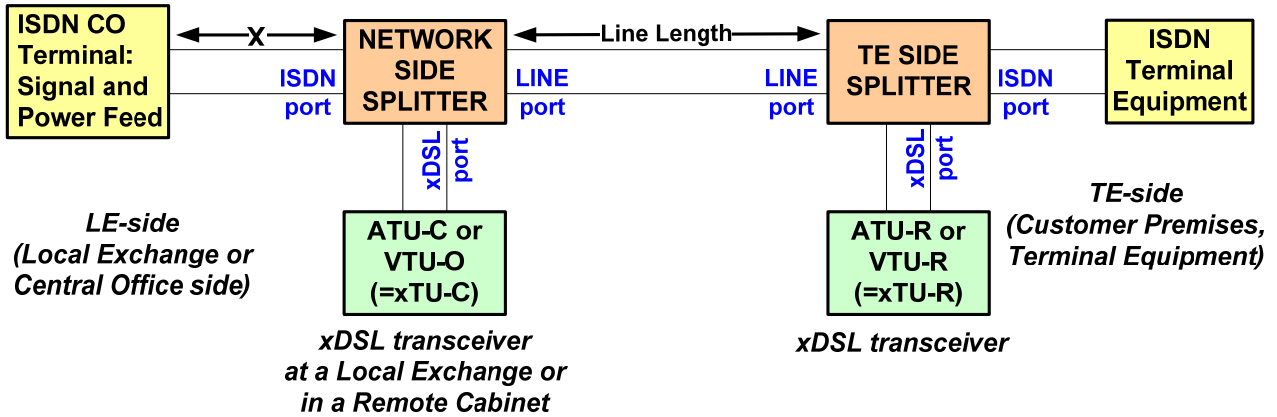 ISDN CO
Terminal:
Signal and
Power Feed
X
ISDN
port
NETWORK
SIDE
SPLITTER
Line Length
LINE
port
LINE
port
TE SIDE
SPLITTER
ISDN
port
ISDN
Terminal
Equipment
xDSL
port
xDSL
port
LE-side
(Local Exchange or
Central Office side)
ATU-C or
VTU-O
(=xTU-C)
xDSL transceiver
at a Local Exchange or
in a Remote Cabinet
ATU-R or
VTU-R
(=xTU-R)
xDSL transceiver
TE-side
(Customer Premises,
Terminal Equipment)